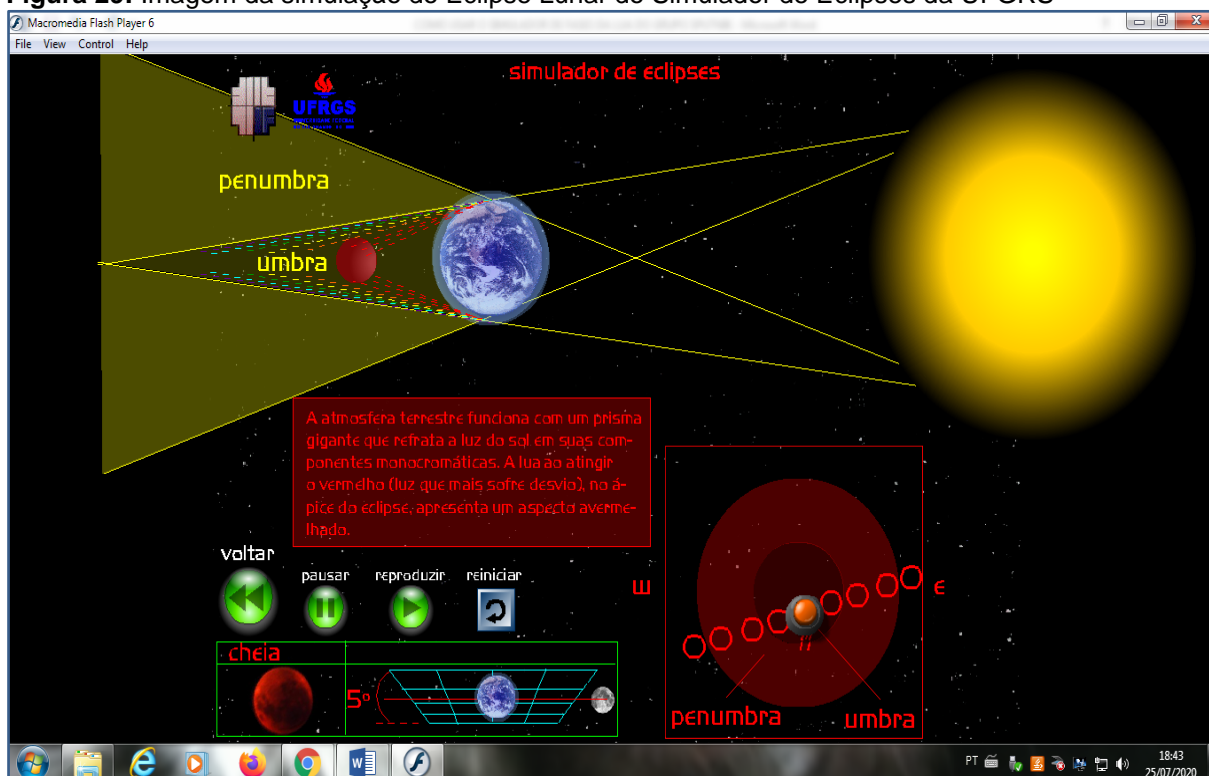 Figura 25: Imagem da simulação do Eclipse Lunar do Simulador de Eclipses da UFGRS
Macromedia Flash Player 6
File View Control Help
simulador de eclipses
UFRGS
penumbra
umbra
A atmosfera terrestre funciona com um prisma
gigante que refrata a luz do sol em suas com-
ponentes monocromáticas. A lua ao atingir
o vermelho (luz que mais sofre desvio), no á-
pice do eclipse, apresenta um aspecto averme-
lhado.
voltar
pausar reproduzir reiniciar
W
E
cheia
5º
penumbra
umbra
PT
18:43
25/07/2020